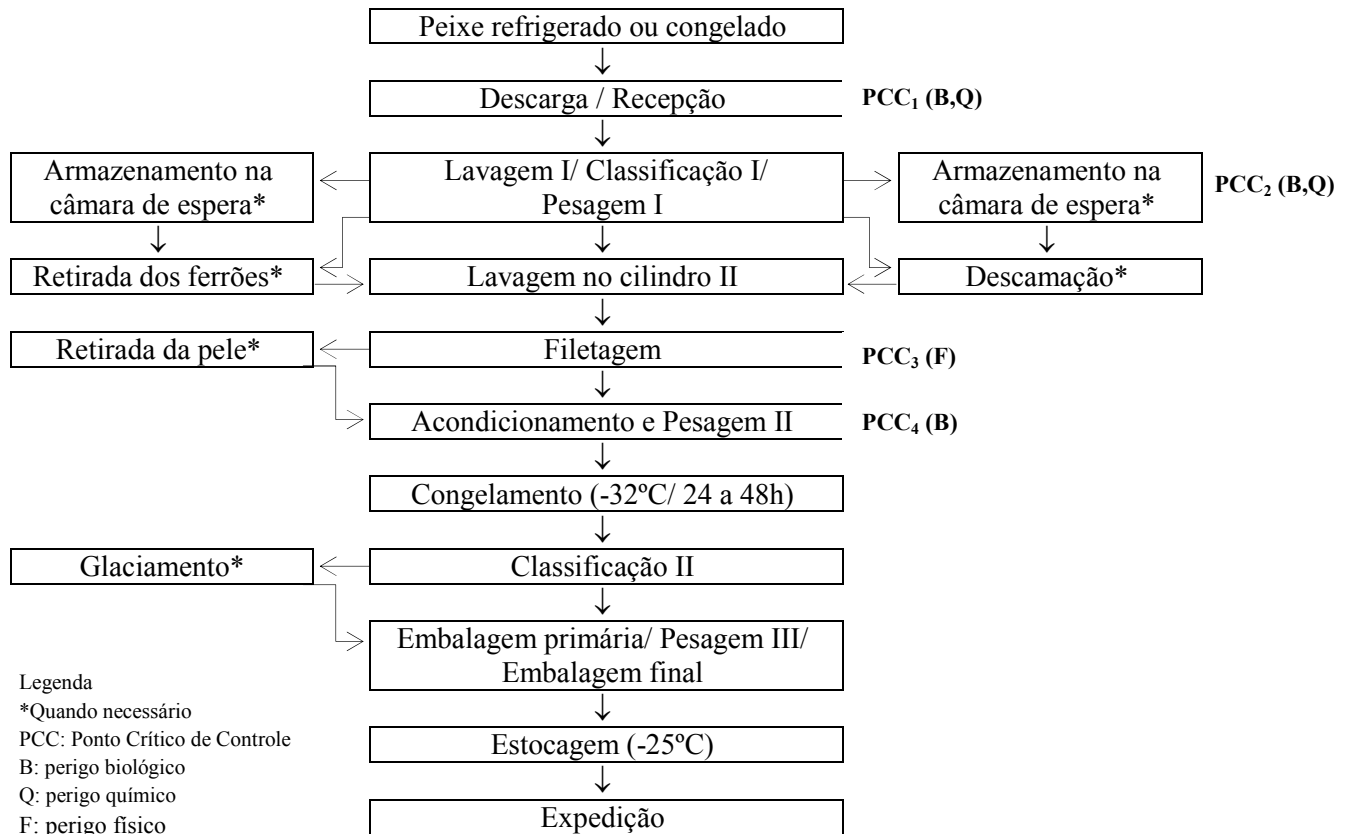 Peixe refrigerado ou congelado
Descarga / Recepção
PCC₁ (B,Q)
Armazenamento na
câmara de espera*
Lavagem I/ Classificação I/
Pesagem I
Armazenamento na
câmara de espera*
PCC₂ (B,Q)
Retirada dos ferrões*
Lavagem no cilindro II
Descamação*
Retirada da pele*
Filetagem
PCC₃ (F)
Acondicionamento e Pesagem II
PCC₄ (B)
Congelamento (-32ºC/ 24 a 48h)
Glaciamento*
Classificação II
Embalagem primária/ Pesagem III/
Embalagem final
Estocagem (-25ºC)
Expedição
Legenda
*Quando necessário
PCC: Ponto Crítico de Controle
B: perigo biológico
Q: perigo químico
F: perigo físico